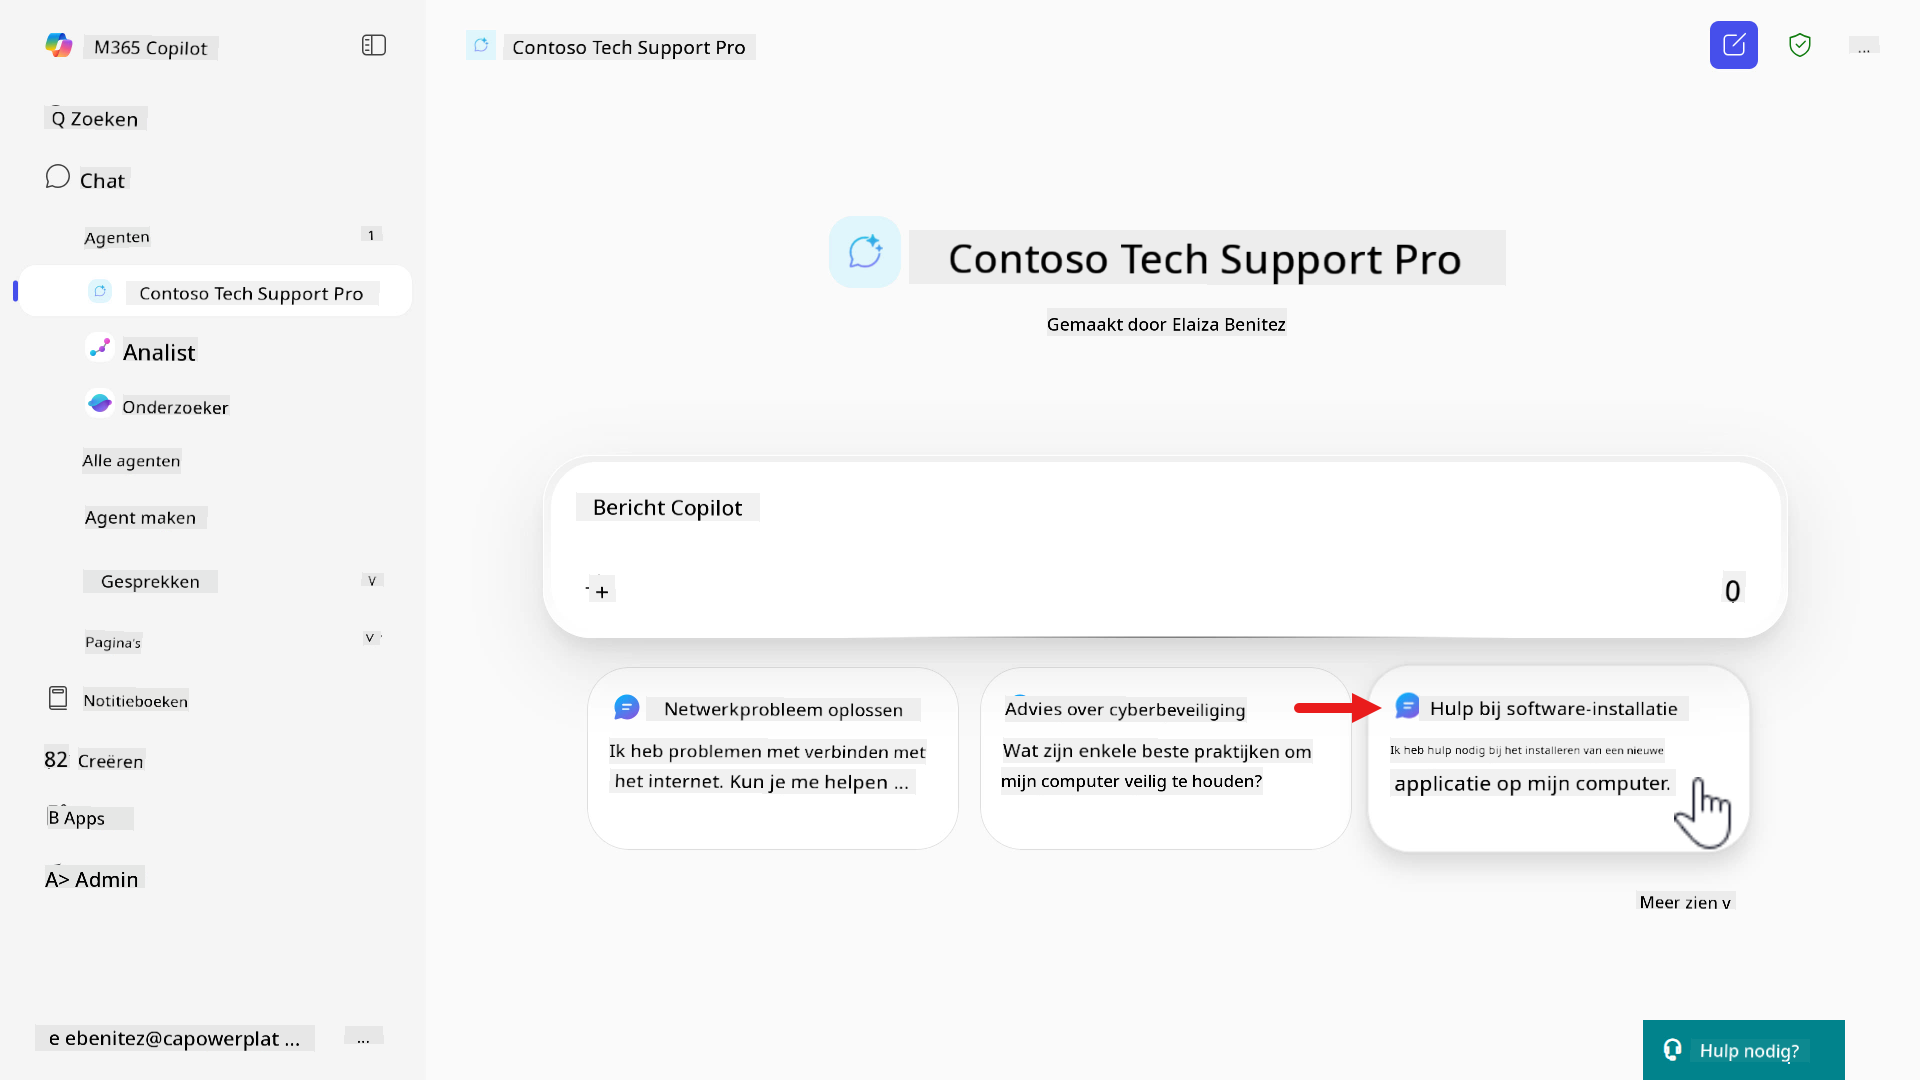 M365 Copilot
Q Zoeken
Chat
Agenten 1
Contoso Tech Support Pro
Analist
Onderzoeker
Alle agenten
Agent maken
Gesprekken v
Pagina's v
Notitieboeken
82 Creëren
B Apps
A> Admin
e ebenitez@capowerplat ... ...
Contoso Tech Support Pro
...
Contoso Tech Support Pro
Gemaakt door Elaiza Benitez
Bericht Copilot
+
0
Netwerkprobleem oplossen
Ik heb problemen met verbinden met
het internet. Kun je me helpen ...
Advies over cyberbeveiliging
Wat zijn enkele beste praktijken om
mijn computer veilig te houden?
Hulp bij software-installatie
Ik heb hulp nodig bij het installeren van een nieuwe
applicatie op mijn computer.
Meer zien v
Hulp nodig?